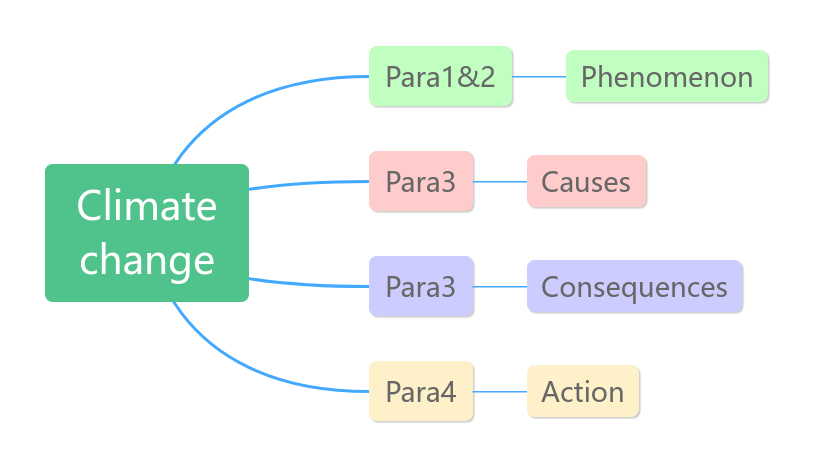 Climate
change
Para1&2
Phenomenon
Para3
Causes
Para3
Consequences
Para4
Action